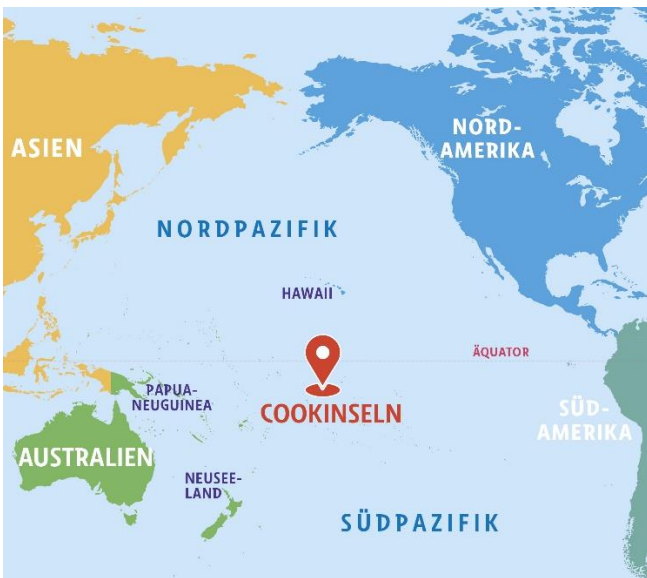 ASIEN
NORD-
AMERIKA
NORDPAZIFIK
HAWAII
ÄQUATOR
PAPUA-
NEUGUINEA
COOKINSELN
SÜD-
AMERIKA
AUSTRALIEN
NEUSEE-
LAND
SÜDPAZIFIK